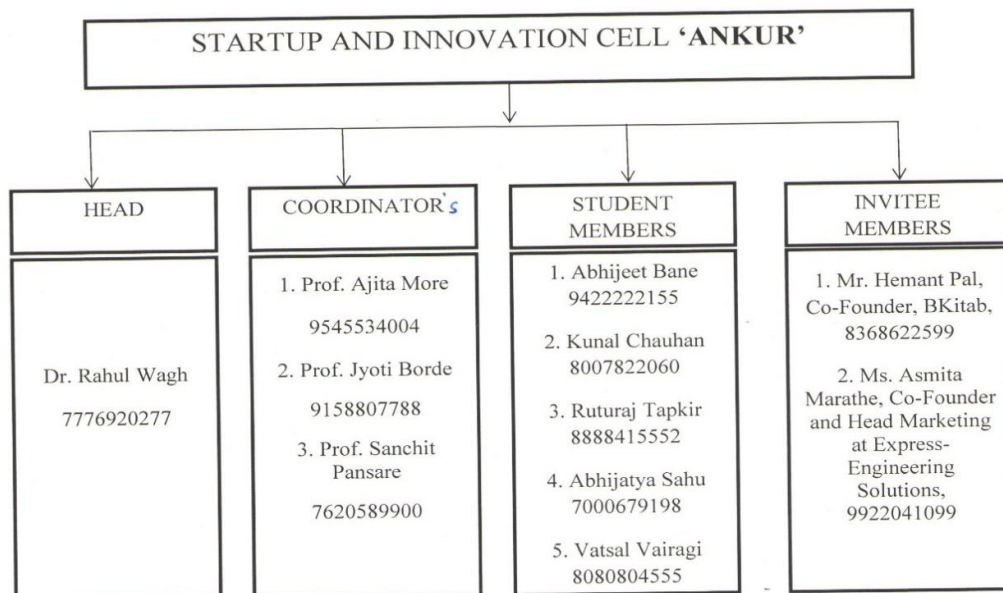 STARTUP AND INNOVATION CELL ‘ANKUR’
HEAD
Dr. Rahul Wagh
7776920277
COORDINATOR's
1. Prof. Ajita More
9545534004
2. Prof. Jyoti Borde
9158807788
3. Prof. Sanchit
Pansare
7620589900
STUDENT
MEMBERS
1. Abhijeet Bane
9422222155
2. Kunal Chauhan
8007822060
3. Ruturaj Tapkir
8888415552
4. Abhijatya Sahu
7000679198
5. Vatsal Vairagi
8080804555
INVITEE
MEMBERS
1. Mr. Hemant Pal,
Co-Founder, BKitab,
8368622599
2. Ms. Asmita
Marathe, Co-Founder
and Head Marketing
at Express-
Engineering
Solutions,
9922041099